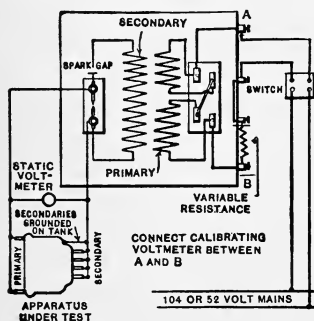 SECONDARY
A
SPARK GAP
SWITCH
STATIC
VOLT-
METER
PRIMARY
B
VARIABLE
RESISTANCE
SECONDARIES
GROUNDED
ON TANK
PRIMARY
SECONDARY
CONNECT CALIBRATING
VOLTMETER BETWEEN
A AND B
APPARATUS
UNDER TEST
104 OR 52 VOLT MAINS